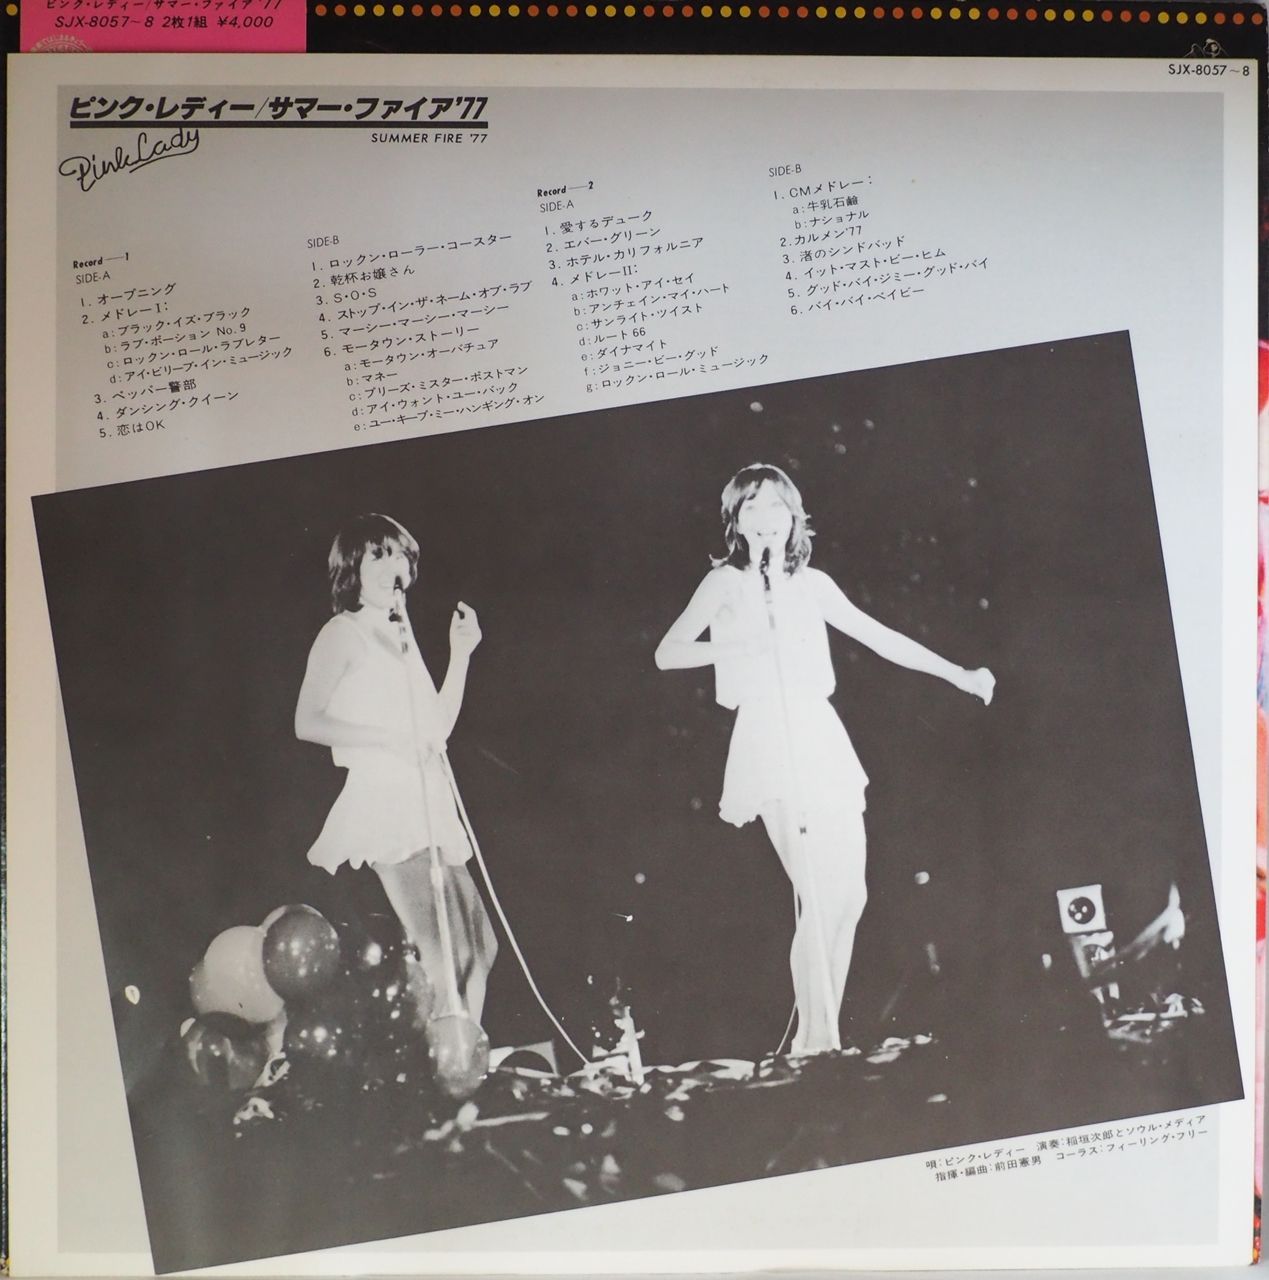 ピンク・レディー/サマー・ファイア'77
SJX-8057〜8 2枚1組 ¥4,000
SJX-8057〜8
ピンク・レディー/サマー・ファイア'77
SUMMER FIRE '77
Pink Lady
Record—1
SIDE-A
1. オープニング
2. メドレーI;
a:ブラック・イズ・ブラック
b:ラブ・ポーション No.9
c:ロックン・ロール・ラブレター
d:アイ・ビリーブ・イン・ミュージック
3. ペッパー警部
4. ダンシング・クイーン
5. 恋はOK
SIDE-B
1. ロックン・ローラー・コースター
2. 乾杯お嬢さん
3. S・O・S
4. ストップ・イン・ザ・ネーム・オブ・ラブ
5. マーシー・マーシー・マーシー
6. モータウン・ストーリー
a:モータウン・オーバチュア
b:マネー
c:プリーズ・ミスター・ポストマン
d:アイ・ウォント・ユー・バック
e:ユー・キープ・ミー・ハンギング・オン
Record—2
SIDE-A
1. 愛するデューク
2. エバー・グリーン
3. ホテル・カリフォルニア
4. メドレーII:
a:ホワット・アイ・セイ
b:アンチェイン・マイ・ハート
c:サンライト・ツイスト
d:ルート66
e:ダイナマイト
f:ジョニー・ビー・グッド
g:ロックン・ロール・ミュージック
SIDE-B
1. CMメドレー:
a:牛乳石鹼
b:ナショナル
2. カルメン'77
3. 渚のシンドバッド
4. イット・マスト・ビー・ヒム
5. グッド・バイ・ジミー・グッド・バイ
6. バイ・バイ・ベイビー
唄:ピンク・レディー 演奏:稲垣次郎とソウル・メディア
指揮・編曲:前田憲男 コーラス:フィーリング・フリー